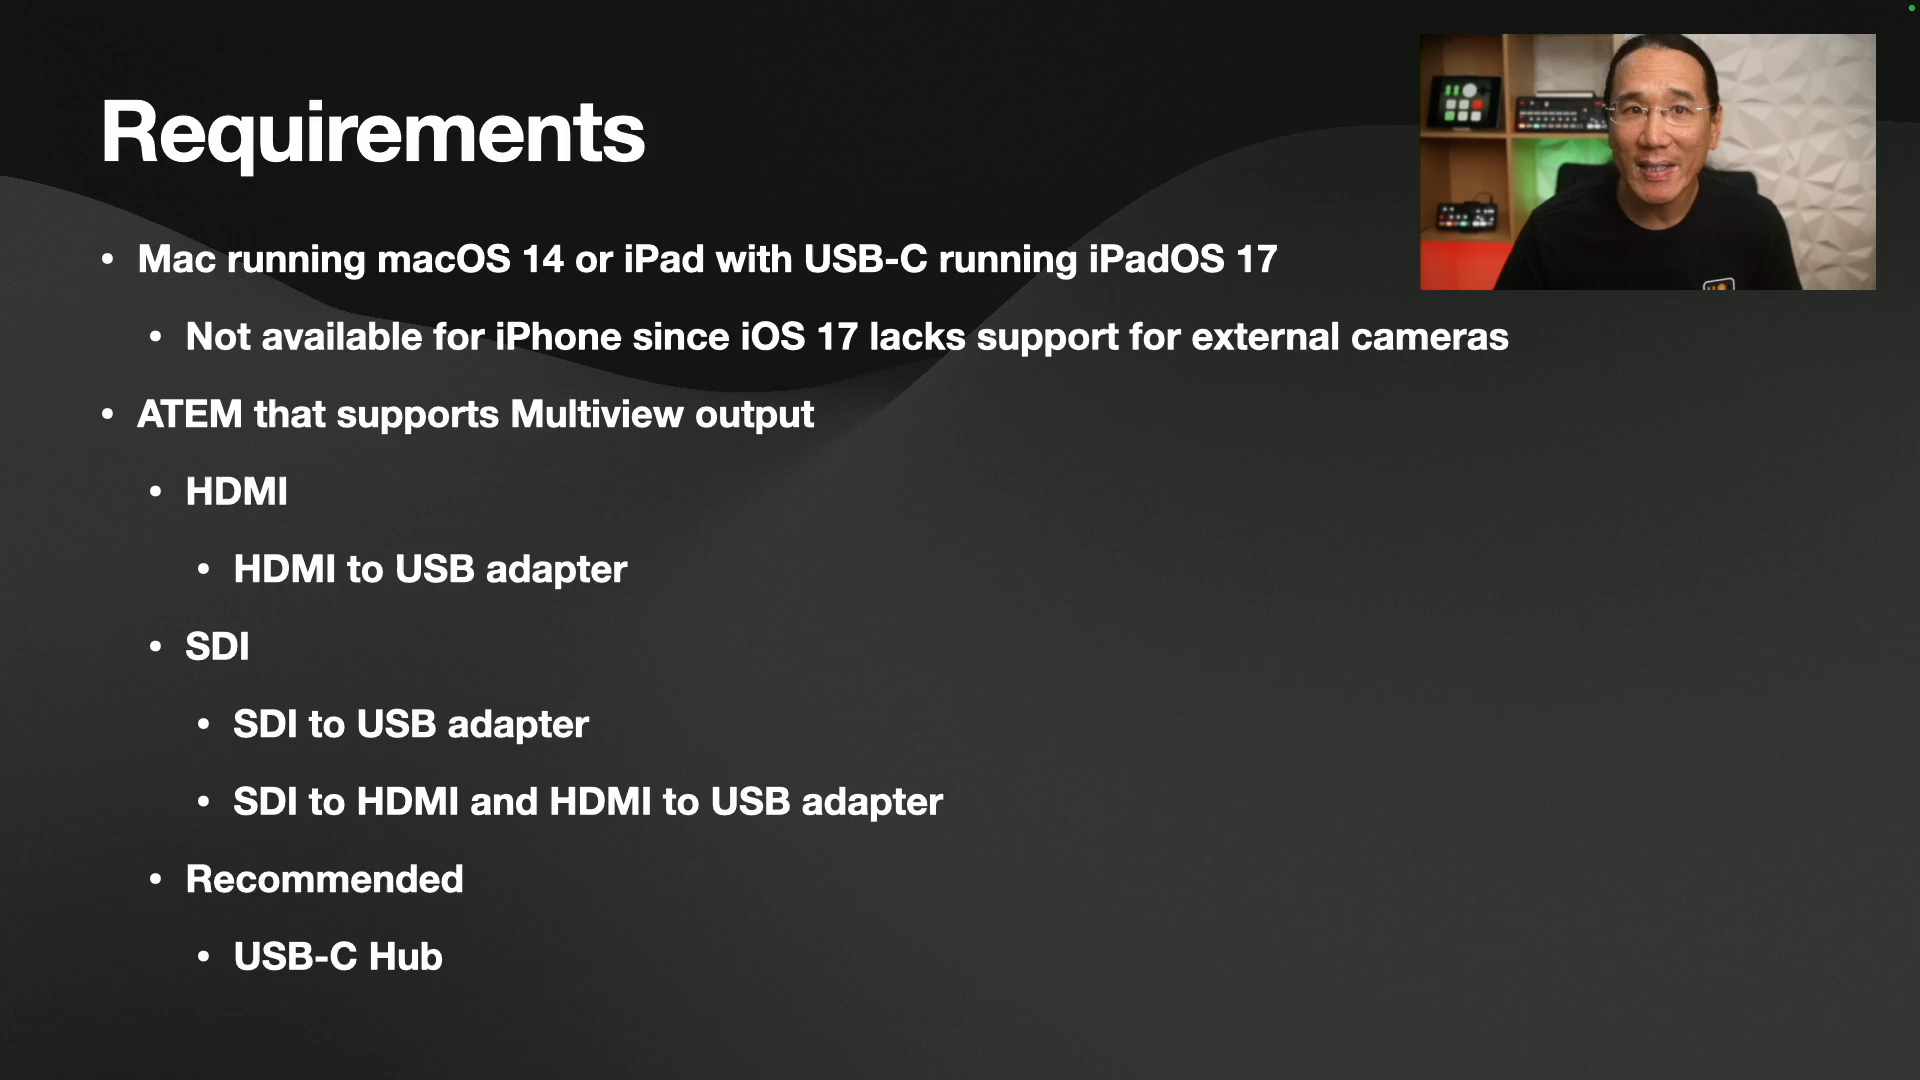 Requirements
• Mac running macOS 14 or iPad with USB-C running iPadOS 17
• Not available for iPhone since iOS 17 lacks support for external cameras
• ATEM that supports Multiview output
• HDMI
• HDMI to USB adapter
• SDI
• SDI to USB adapter
• SDI to HDMI and HDMI to USB adapter
• Recommended
• USB-C Hub